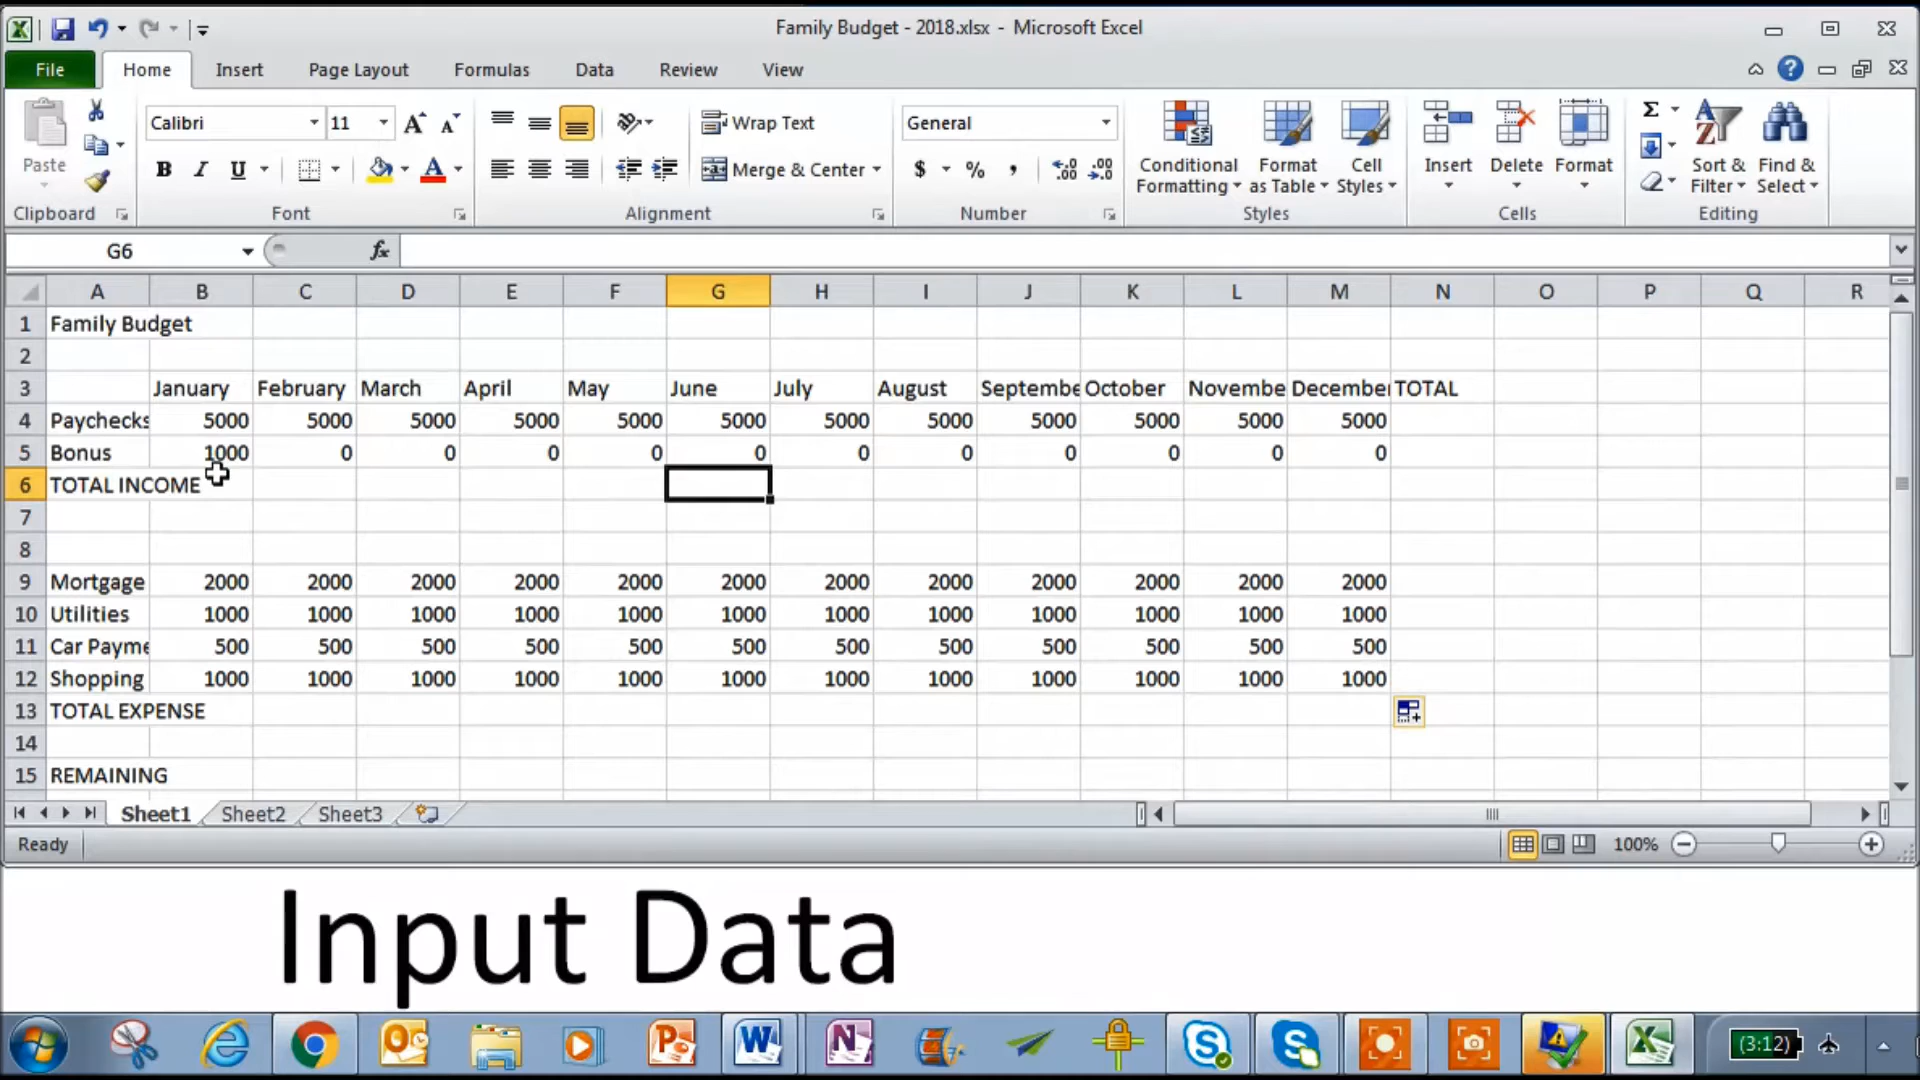 Family Budget - 2018.xlsx - Microsoft Excel
File Home Insert Page Layout Formulas Data Review View
Calibri 11 Wrap Text General
Paste B I U Merge & Center $ % , Conditional Formatting Format as Table Cell Styles Insert Delete Format Σ Sort & Filter Find & Select
Clipboard Font Alignment Number Styles Cells Editing
G6 fx
A B C D E F G H I J K L M N O P Q R
1 Family Budget
2
3 January February March April May June July August Septembe October Novembe December TOTAL
4 Paychecks 5000 5000 5000 5000 5000 5000 5000 5000 5000 5000 5000 5000
5 Bonus 1000 0 0 0 0 0 0 0 0 0 0 0
6 TOTAL INCOME
7
8
9 Mortgage 2000 2000 2000 2000 2000 2000 2000 2000 2000 2000 2000 2000
10 Utilities 1000 1000 1000 1000 1000 1000 1000 1000 1000 1000 1000 1000
11 Car Payme 500 500 500 500 500 500 500 500 500 500 500 500
12 Shopping 1000 1000 1000 1000 1000 1000 1000 1000 1000 1000 1000 1000
13 TOTAL EXPENSE
14
15 REMAINING
Sheet1 Sheet2 Sheet3
Ready 100%
Input Data
(3:12)